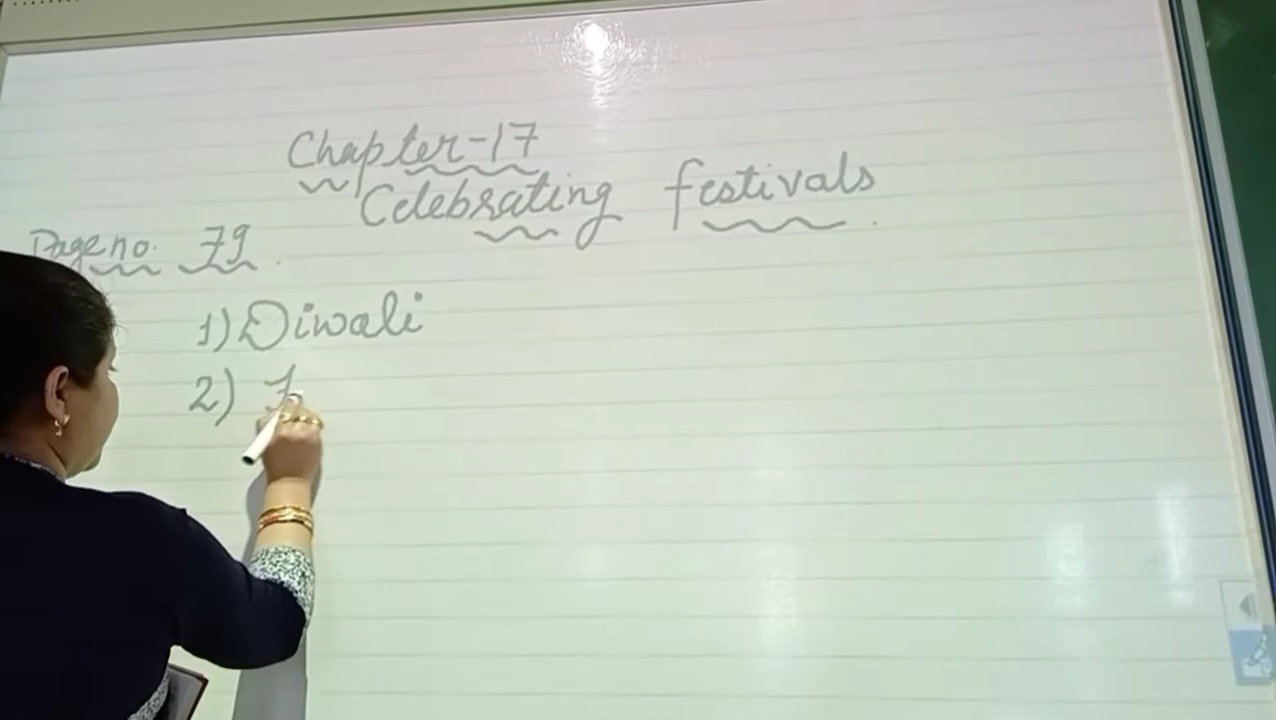 Chapter-17
Celebrating festivals.
Page no. 79.
1) Diwali
2)